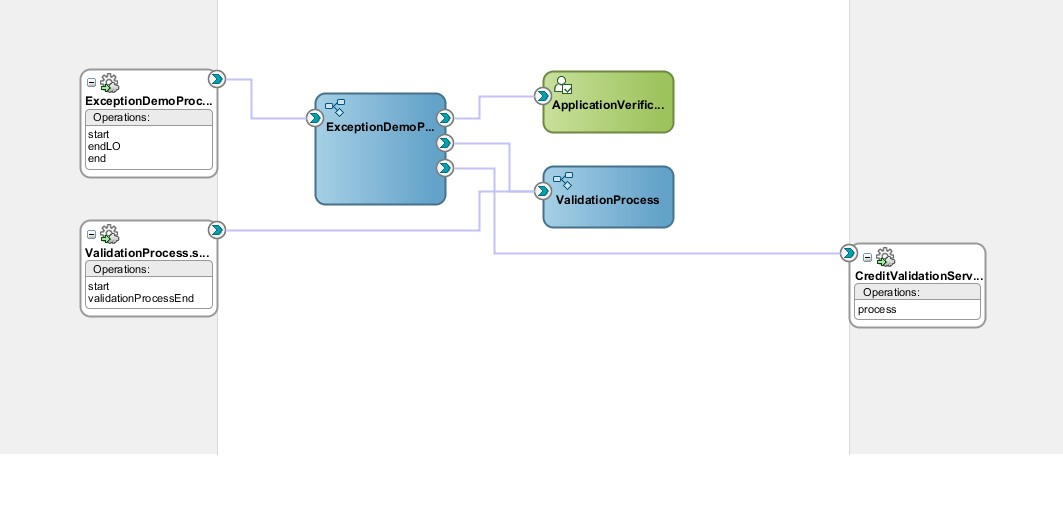 ExceptionDemoProc...
Operations:
start
endLO
end
ExceptionDemoP...
ApplicationVerific...
ValidationProcess
ValidationProcess.s...
Operations:
start
validationProcessEnd
CreditValidationServ...
Operations:
process